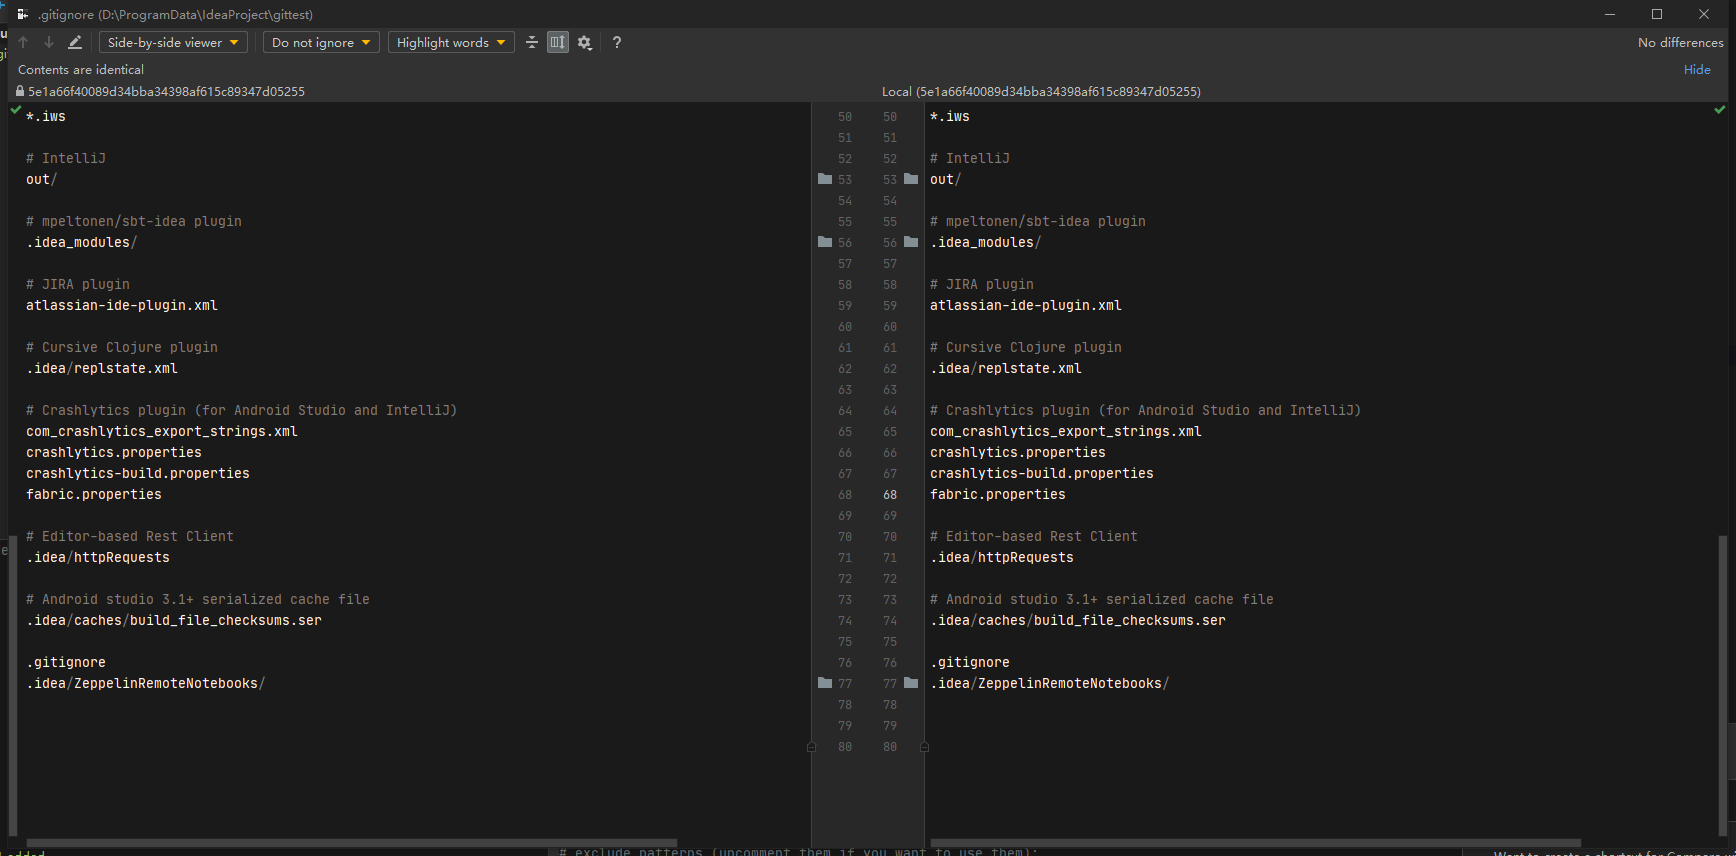 .gitignore (D:\ProgramData\IdeaProject\gittest)
Side-by-side viewer
Do not ignore
Highlight words
?
No differences
Contents are identical
Hide
5e1a66f40089d34bba34398af615c89347d05255
Local (5e1a66f40089d34bba34398af615c89347d05255)
*.iws 50 50 *.iws
51 51
# IntelliJ 52 52 # IntelliJ
out/ 53 53 out/
54 54
# mpeltonen/sbt-idea plugin 55 55 # mpeltonen/sbt-idea plugin
.idea_modules/ 56 56 .idea_modules/
57 57
# JIRA plugin 58 58 # JIRA plugin
atlassian-ide-plugin.xml 59 59 atlassian-ide-plugin.xml
60 60
# Cursive Clojure plugin 61 61 # Cursive Clojure plugin
.idea/replstate.xml 62 62 .idea/replstate.xml
63 63
# Crashlytics plugin (for Android Studio and IntelliJ) 64 64 # Crashlytics plugin (for Android Studio and IntelliJ)
com_crashlytics_export_strings.xml 65 65 com_crashlytics_export_strings.xml
crashlytics.properties 66 66 crashlytics.properties
crashlytics-build.properties 67 67 crashlytics-build.properties
fabric.properties 68 68 fabric.properties
69 69
# Editor-based Rest Client 70 70 # Editor-based Rest Client
.idea/httpRequests 71 71 .idea/httpRequests
72 72
# Android studio 3.1+ serialized cache file 73 73 # Android studio 3.1+ serialized cache file
.idea/caches/build_file_checksums.ser 74 74 .idea/caches/build_file_checksums.ser
75 75
.gitignore 76 76 .gitignore
.idea/ZeppelinRemoteNotebooks/ 77 77 .idea/ZeppelinRemoteNotebooks/
78 78
79 79
80 80
# exclude patterns (uncomment them if you want to use them):